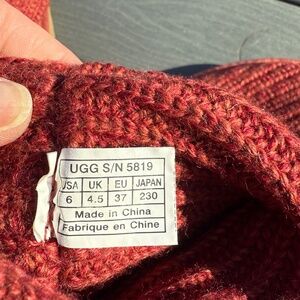 UGG S/N 5819
USA UK EU JAPAN
6 4.5 37 230
Made in China
Fabrique en Chine